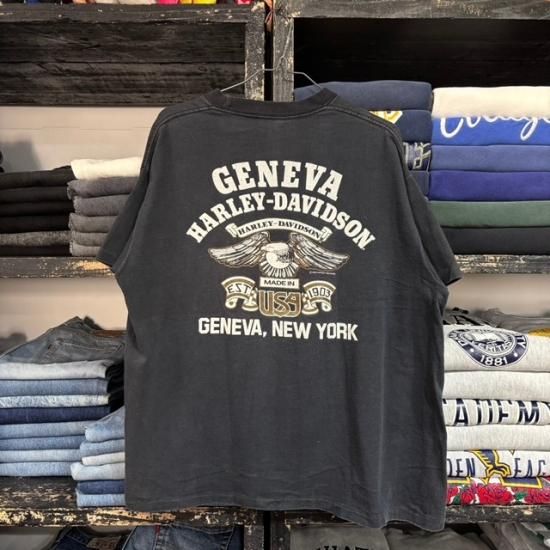 GENEVA
HARLEY-DAVIDSON
HARLEY-DAVIDSON
MADE IN
USA
EST 1903
GENEVA, NEW YORK
1881